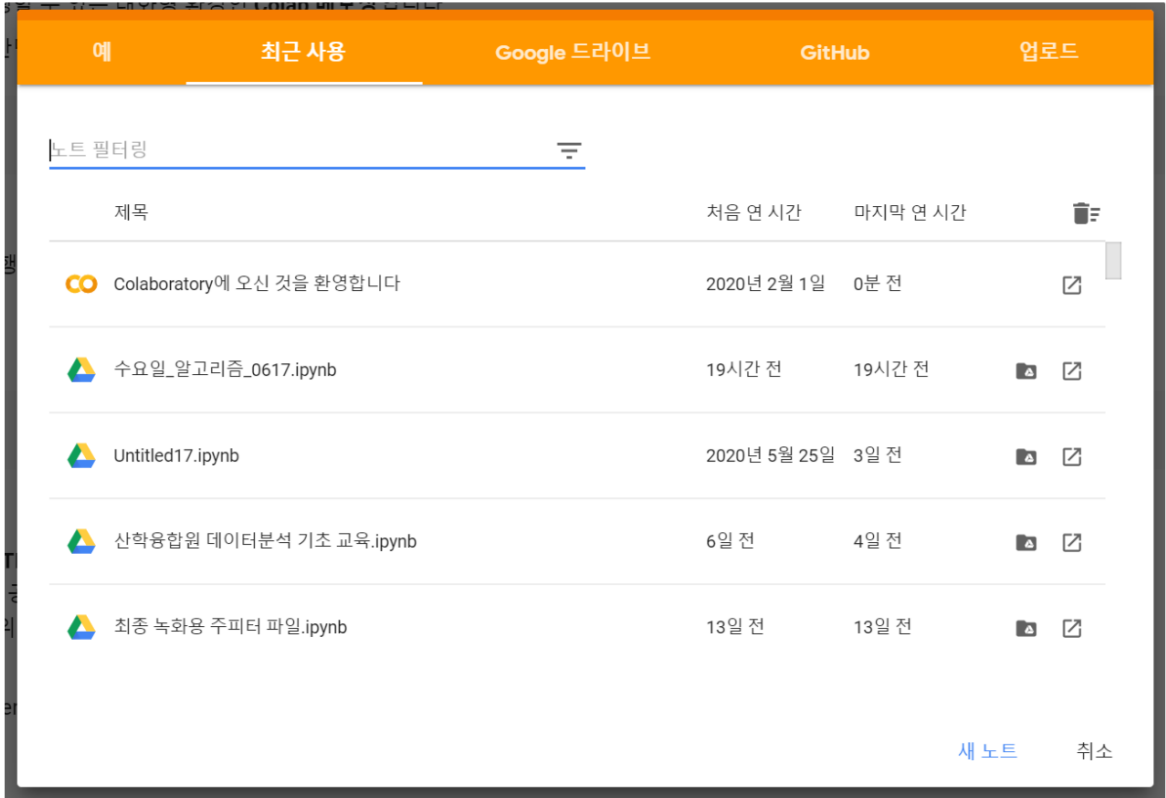 예 최근 사용 Google 드라이브 GitHub 업로드
노트 필터링
제목 처음 연 시간 마지막 연 시간
Colaboratory에 오신 것을 환영합니다 2020년 2월 1일 0분 전
수요일_알고리즘_0617.ipynb 19시간 전 19시간 전
Untitled17.ipynb 2020년 5월 25일 3일 전
산학융합원 데이터분석 기초 교육.ipynb 6일 전 4일 전
최종 녹화용 주피터 파일.ipynb 13일 전 13일 전
새 노트 취소